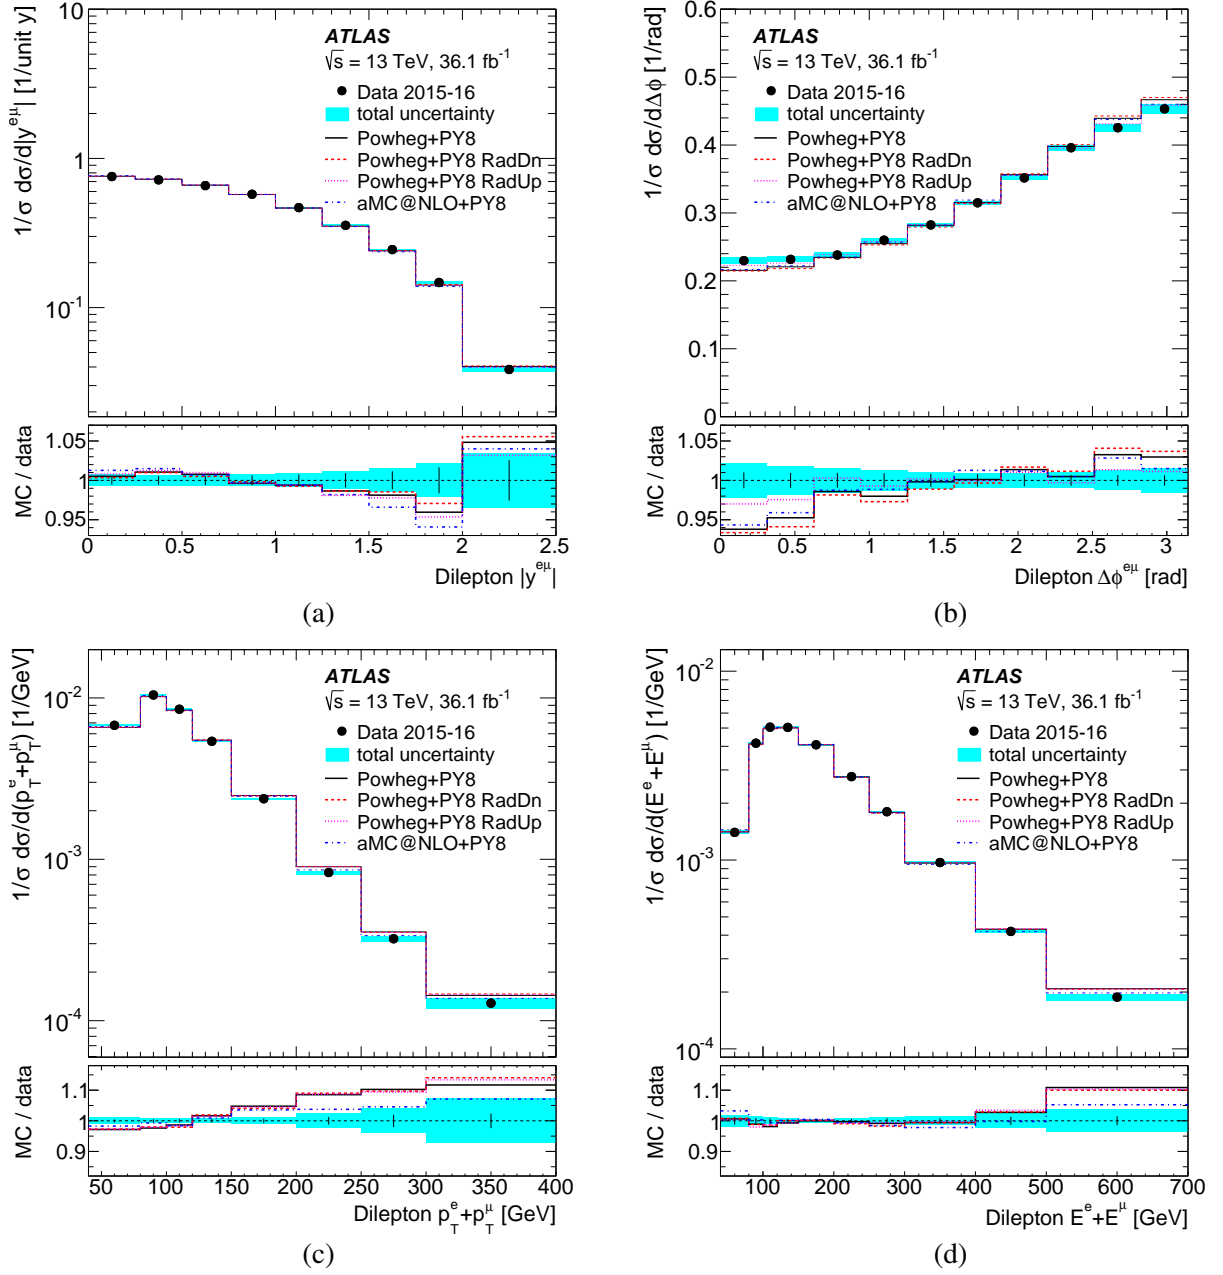 1/σ dσ/d|y^{eμ}| [1/unit y]
10
1
10^{-1}
ATLAS
√s = 13 TeV, 36.1 fb^{-1}
Data 2015-16
total uncertainty
Powheg+PY8
Powheg+PY8 RadDn
Powheg+PY8 RadUp
aMC@NLO+PY8
MC / data
1.05
1
0.95
0 0.5 1 1.5 2 2.5
Dilepton |y^{eμ}|
(a)
1/σ dσ/dΔϕ [1/rad]
0.6
0.5
0.4
0.3
0.2
0.1
0
ATLAS
√s = 13 TeV, 36.1 fb^{-1}
Data 2015-16
total uncertainty
Powheg+PY8
Powheg+PY8 RadDn
Powheg+PY8 RadUp
aMC@NLO+PY8
MC / data
1.05
1
0.95
0 0.5 1 1.5 2 2.5 3
Dilepton Δϕ^{eμ} [rad]
(b)
1/σ dσ/d(p_T^e+p_T^μ) [1/GeV]
10^{-2}
10^{-3}
10^{-4}
ATLAS
√s = 13 TeV, 36.1 fb^{-1}
Data 2015-16
total uncertainty
Powheg+PY8
Powheg+PY8 RadDn
Powheg+PY8 RadUp
aMC@NLO+PY8
MC / data
1.1
1
0.9
50 100 150 200 250 300 350 400
Dilepton p_T^e+p_T^μ [GeV]
(c)
1/σ dσ/d(E^e+E^μ) [1/GeV]
10^{-2}
10^{-3}
10^{-4}
ATLAS
√s = 13 TeV, 36.1 fb^{-1}
Data 2015-16
total uncertainty
Powheg+PY8
Powheg+PY8 RadDn
Powheg+PY8 RadUp
aMC@NLO+PY8
MC / data
1.1
1
0.9
100 200 300 400 500 600 700
Dilepton E^e+E^μ [GeV]
(d)